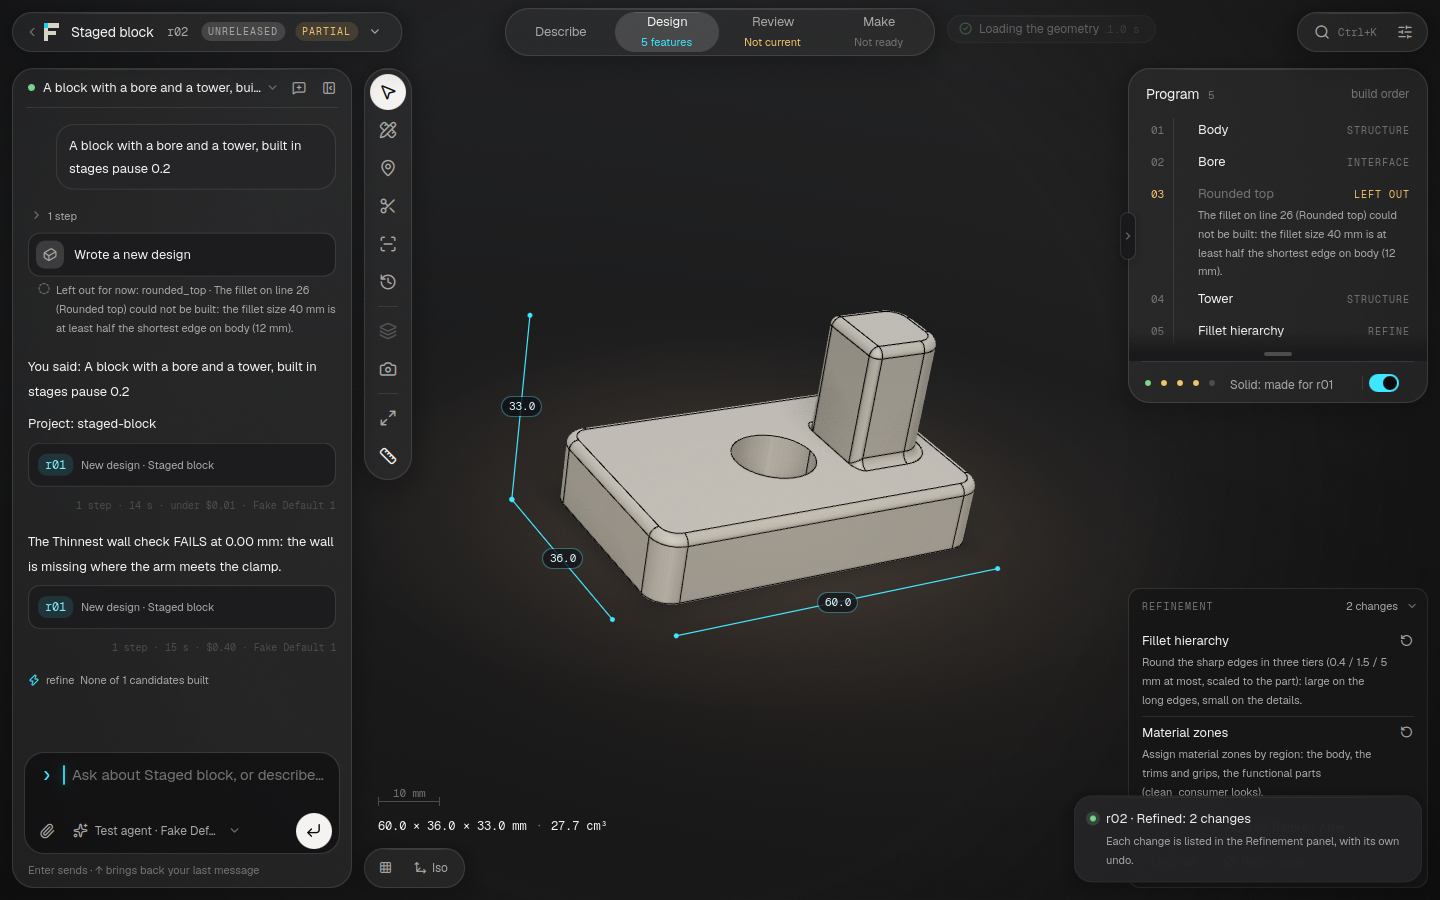 Staged block r02 UNRELEASED PARTIAL
Describe
Design
5 features
Review
Not current
Make
Not ready
Loading the geometry 1.0 s
Ctrl+K
A block with a bore and a tower, bui...
A block with a bore and a tower, built in
stages pause 0.2
1 step
Wrote a new design
Left out for now: rounded_top · The fillet on line 26
(Rounded top) could not be built: the fillet size 40 mm is
at least half the shortest edge on body (12 mm).
You said: A block with a bore and a tower, built in
stages pause 0.2
Project: staged-block
r01 New design · Staged block
1 step · 14 s · under $0.01 · Fake Default 1
The Thinnest wall check FAILS at 0.00 mm: the wall
is missing where the arm meets the clamp.
r01 New design · Staged block
1 step · 15 s · $0.40 · Fake Default 1
refine None of 1 candidates built
Ask about Staged block, or describe...
Test agent · Fake Def...
Enter sends · ↑ brings back your last message
33.0
36.0
60.0
10 mm
60.0 × 36.0 × 33.0 mm · 27.7 cm³
Iso
Program 5 build order
01 Body STRUCTURE
02 Bore INTERFACE
03 Rounded top LEFT OUT
The fillet on line 26 (Rounded top) could
not be built: the fillet size 40 mm is at
least half the shortest edge on body (12
mm).
04 Tower STRUCTURE
05 Fillet hierarchy REFINE
Solid: made for r01
REFINEMENT 2 changes
Fillet hierarchy
Round the sharp edges in three tiers (0.4 / 1.5 / 5
mm at most, scaled to the part): large on the
long edges, small on the details.
Material zones
Assign material zones by region: the body, the
trims and grips, the functional parts
(clean_consumer looks).
r02 · Refined: 2 changes
Each change is listed in the Refinement panel, with its own
undo.